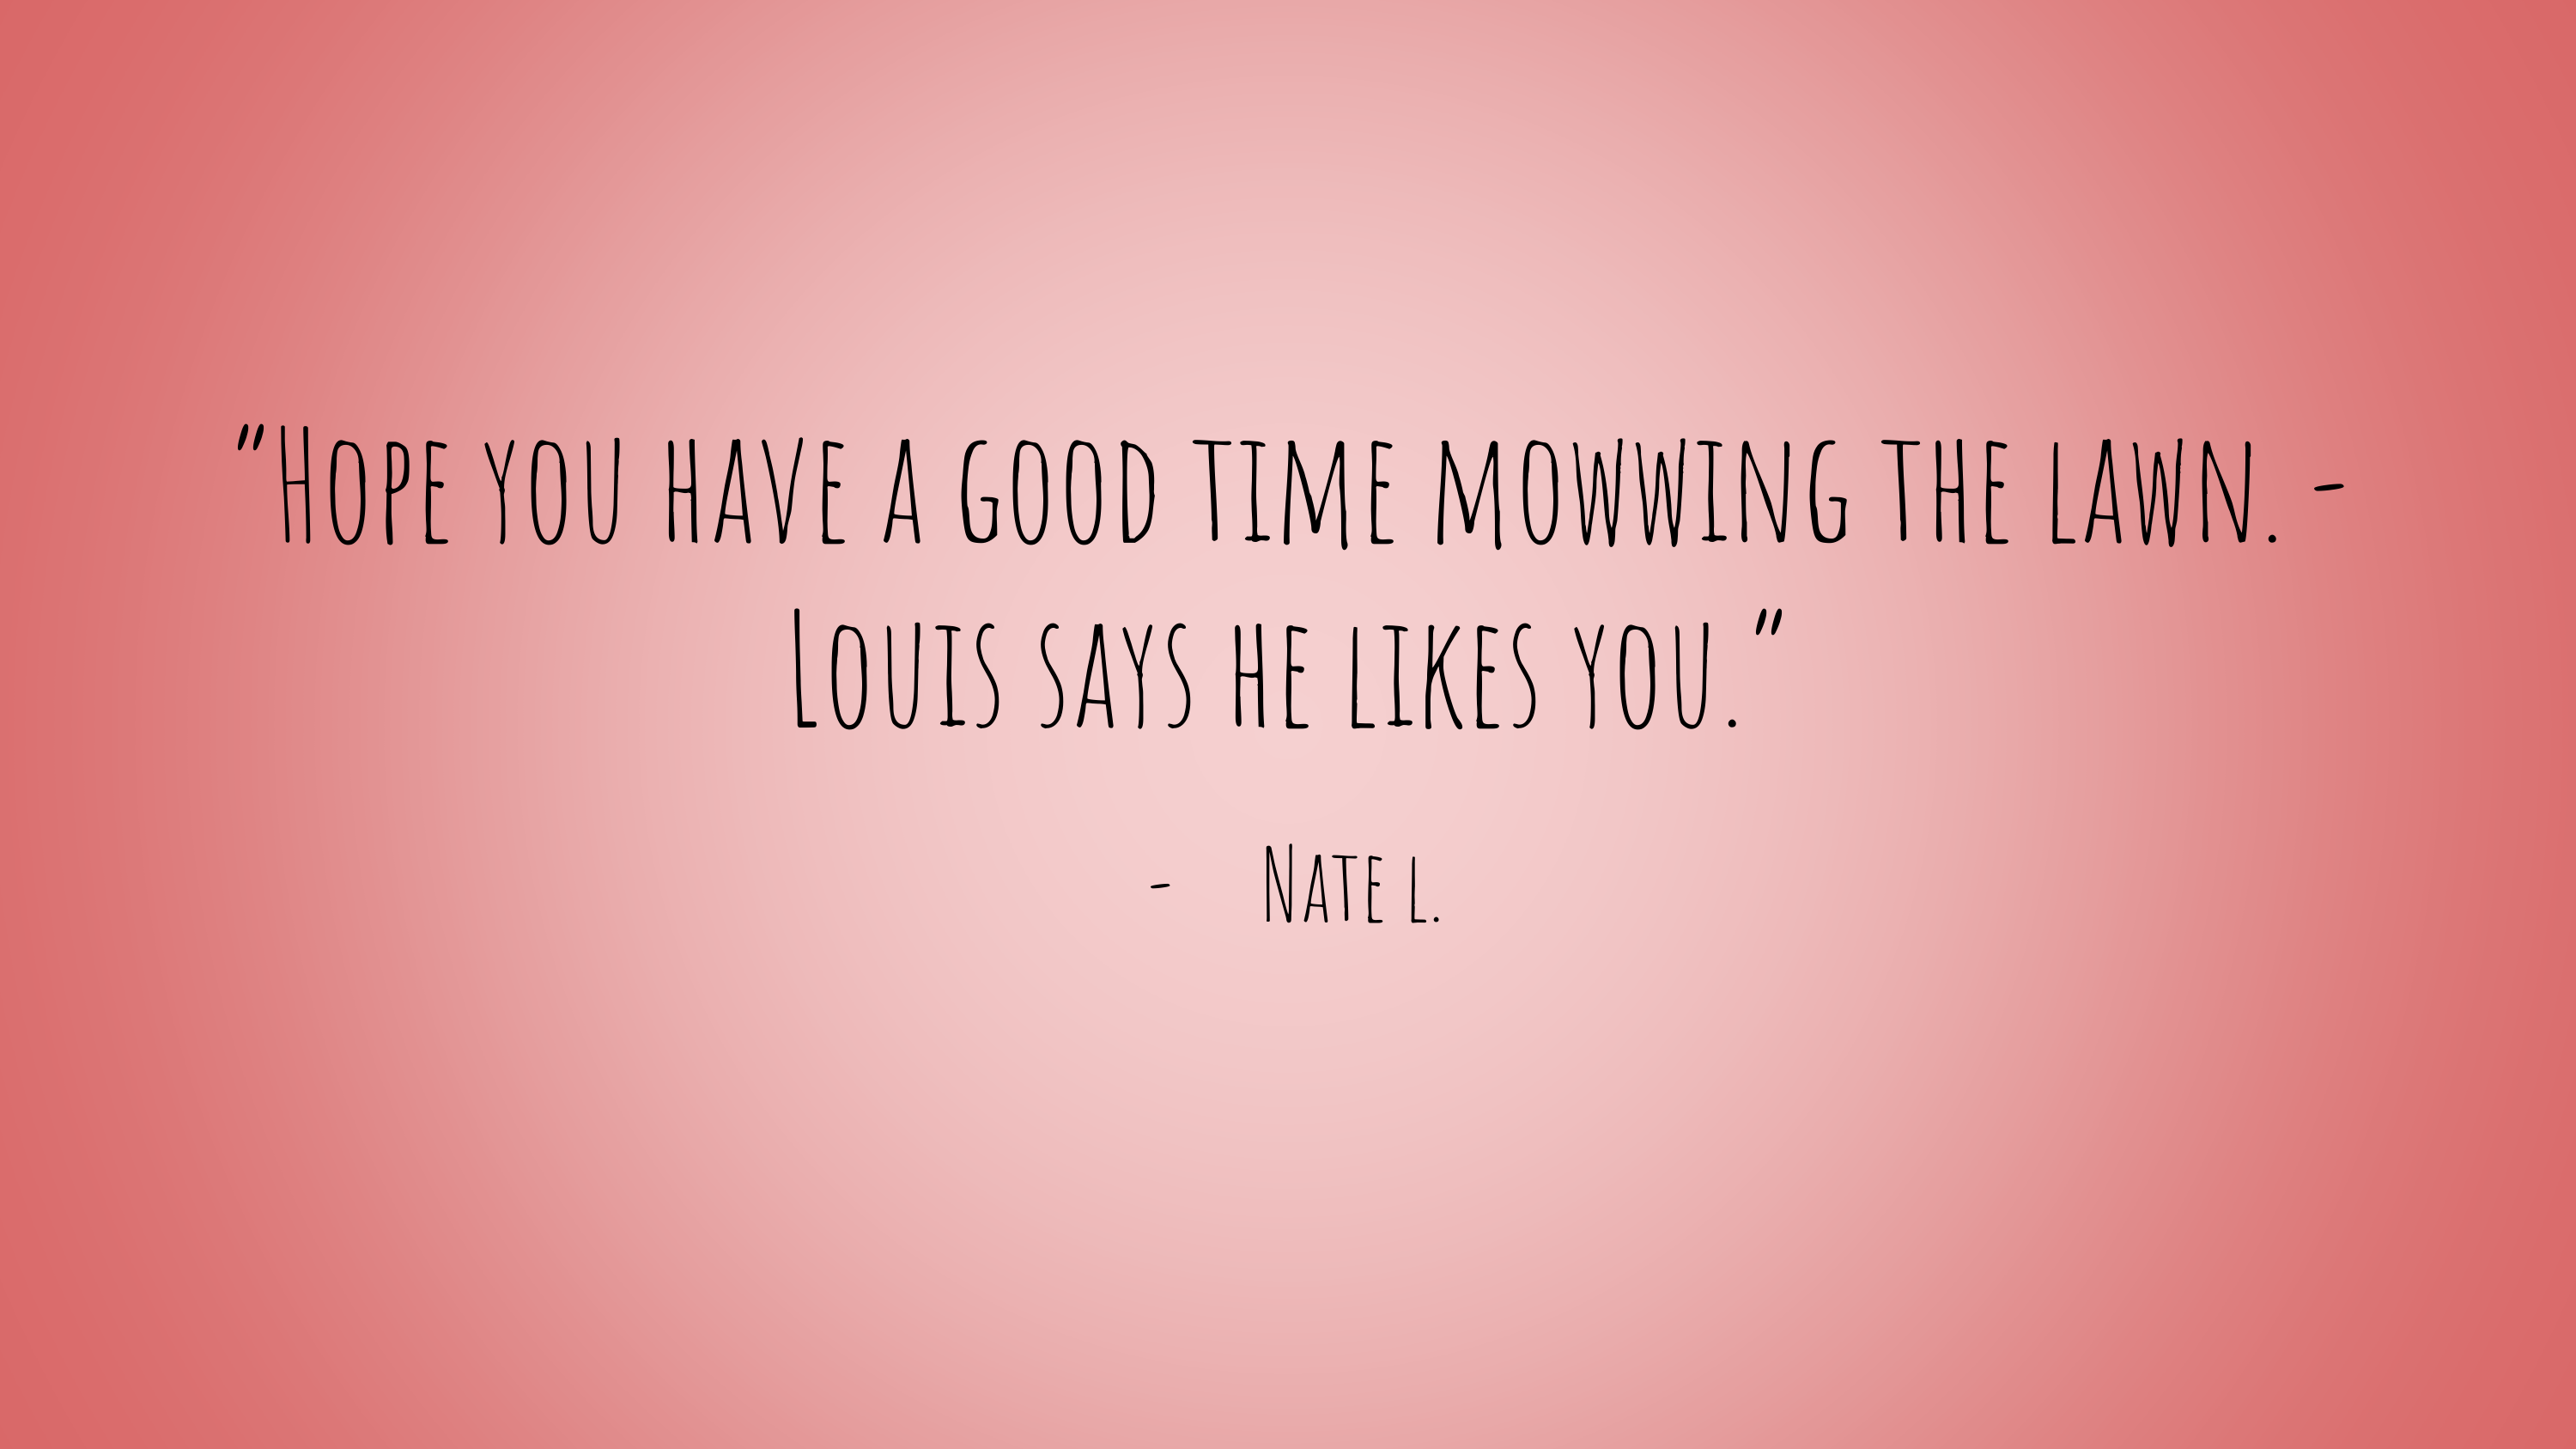 “Hope you have a good time mowwing the lawn. -
Louis says he likes you.”
- Nate L.